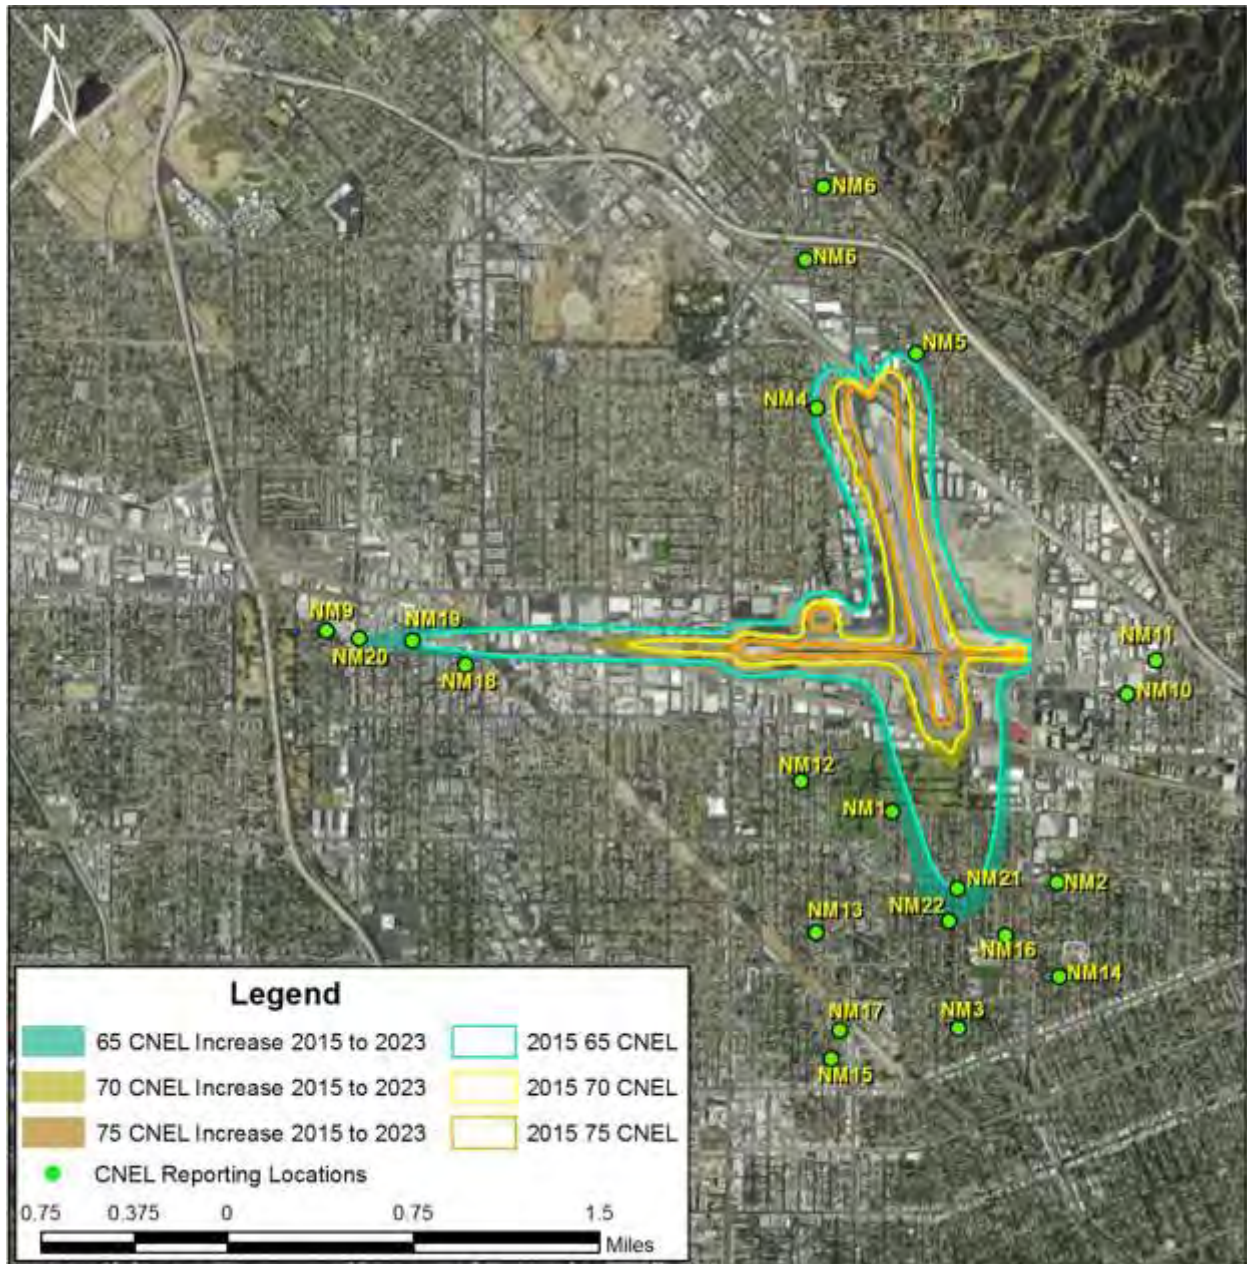 N
NM6
NM6
NM5
NM4
NM9
NM19
NM20
NM18
NM11
NM10
NM12
NM1
NM21
NM2
NM22
NM13
NM16
NM14
NM17
NM3
NM15
Legend
65 CNEL Increase 2015 to 2023
2015 65 CNEL
70 CNEL Increase 2015 to 2023
2015 70 CNEL
75 CNEL Increase 2015 to 2023
2015 75 CNEL
CNEL Reporting Locations
0.75 0.375 0 0.75 1.5
Miles